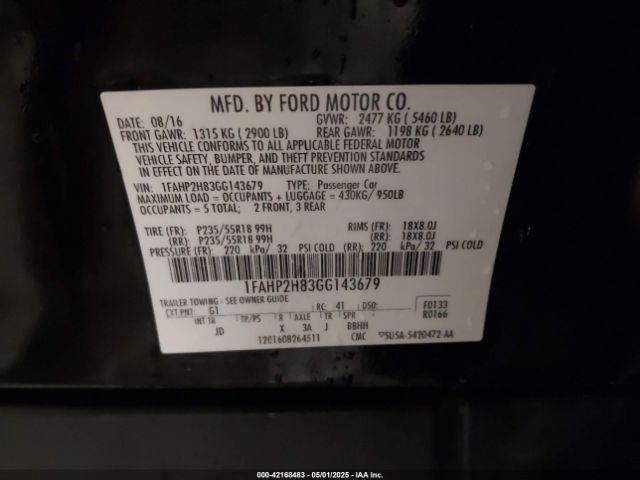 MFD. BY FORD MOTOR CO.
DATE: 08/16 GVWR: 2477 KG ( 5460 LB)
FRONT GAWR: 1315 KG ( 2900 LB) REAR GAWR: 1198 KG ( 2640 LB)
THIS VEHICLE CONFORMS TO ALL APPLICABLE FEDERAL MOTOR
VEHICLE SAFETY, BUMPER, AND THEFT PREVENTION STANDARDS
IN EFFECT ON THE DATE OF MANUFACTURE SHOWN ABOVE.
VIN: 1FAHP2H83GG143679 TYPE: Passenger Car
MAXIMUM LOAD = OCCUPANTS + LUGGAGE = 430KG/ 950LB
OCCUPANTS = 5 TOTAL; 2 FRONT, 3 REAR
TIRE (FR): P235/55R18 99H RIMS (FR): 18X8.0J
(RR): P235/55R18 99H (RR): 18X8.0J
PRESSURE (FR): 220 kPa/ 32 PSI COLD (RR): 220 kPa/ 32 PSI COLD
1FAHP2H83GG143679
TRAILER TOWING - SEE OWNER GUIDE
EXT PNT: G1 RC: 41 DSO: F0133
INT TR TP/PS R AXLE TR SPR R0166
JD X 3A J BBHH
1201608264511 CMC 5U5A-5420472-AA
000-42168483 - 05/01/2025 - IAA Inc.